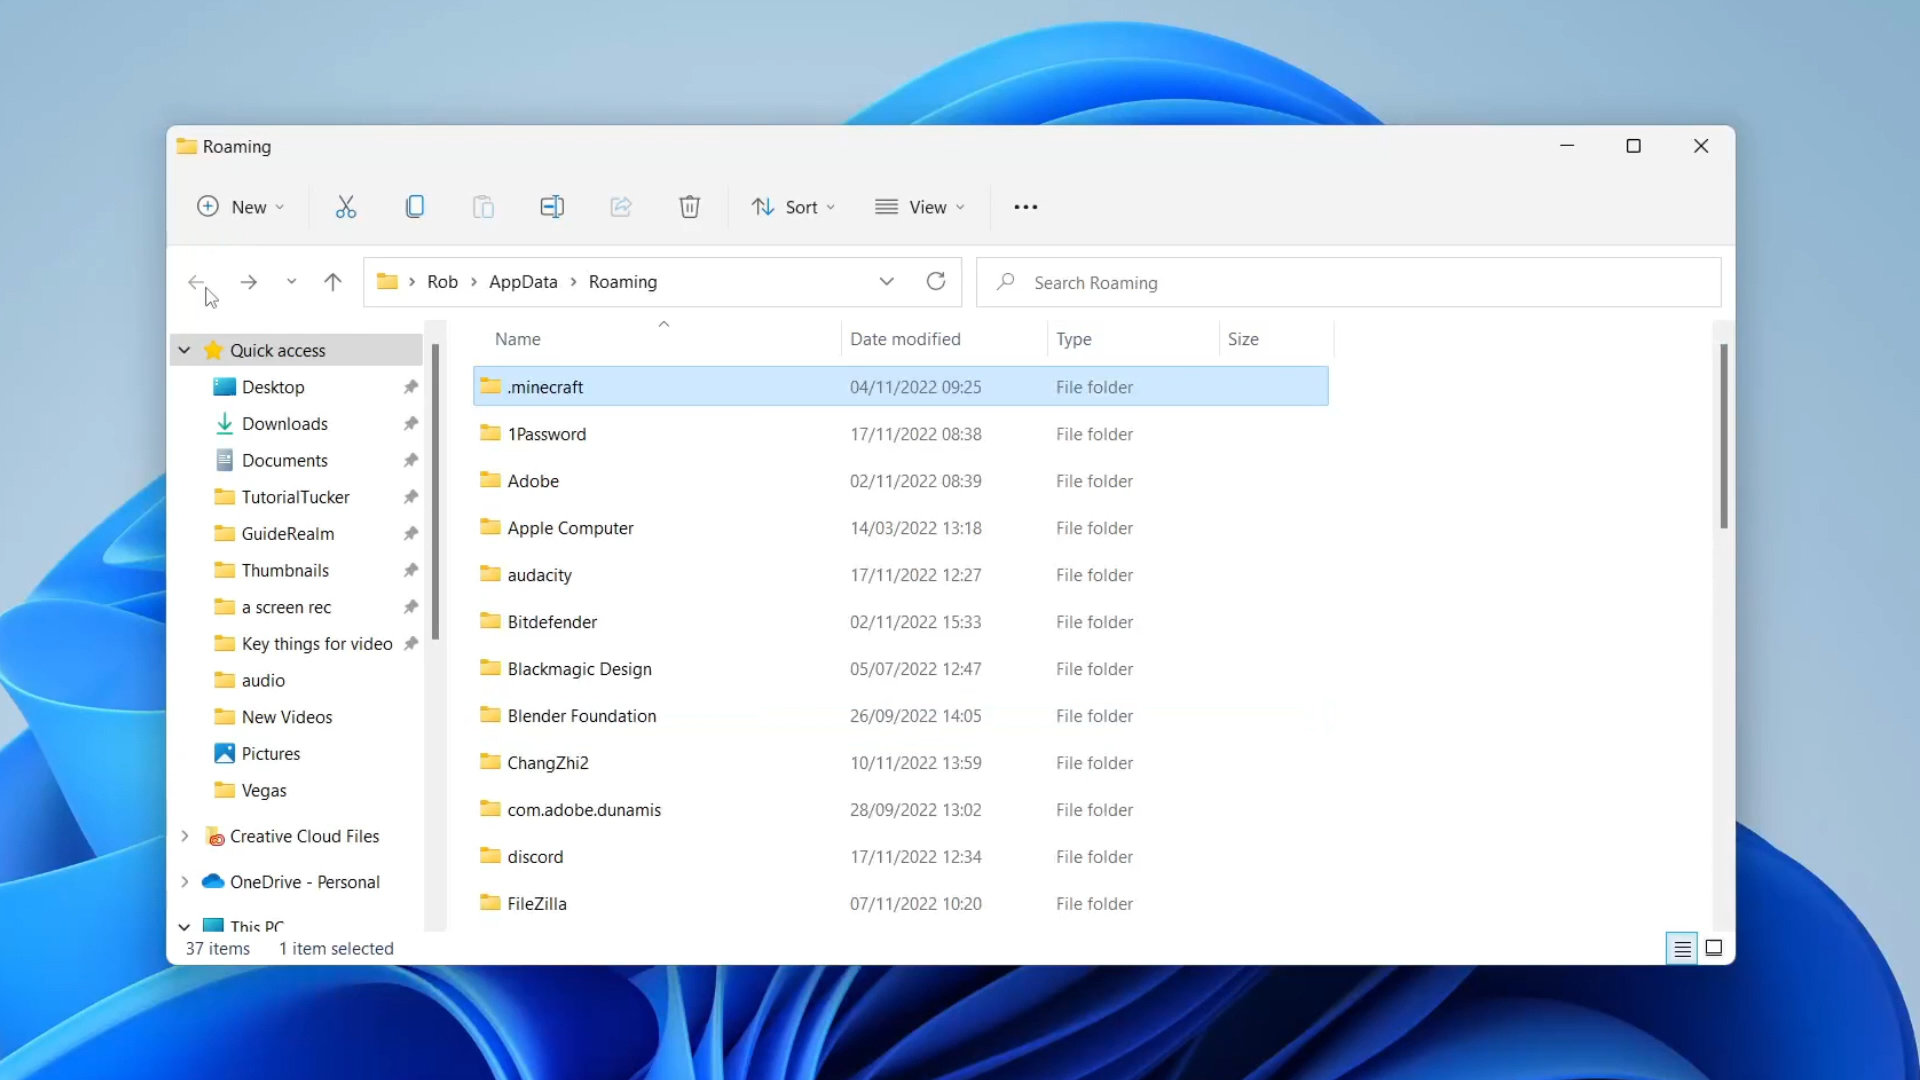 Roaming
New
Sort
View
Rob > AppData > Roaming
Search Roaming
Quick access
Desktop
Downloads
Documents
TutorialTucker
GuideRealm
Thumbnails
a screen rec
Key things for video
audio
New Videos
Pictures
Vegas
Creative Cloud Files
OneDrive - Personal
This PC
Name Date modified Type Size
.minecraft 04/11/2022 09:25 File folder
1Password 17/11/2022 08:38 File folder
Adobe 02/11/2022 08:39 File folder
Apple Computer 14/03/2022 13:18 File folder
audacity 17/11/2022 12:27 File folder
Bitdefender 02/11/2022 15:33 File folder
Blackmagic Design 05/07/2022 12:47 File folder
Blender Foundation 26/09/2022 14:05 File folder
ChangZhi2 10/11/2022 13:59 File folder
com.adobe.dunamis 28/09/2022 13:02 File folder
discord 17/11/2022 12:34 File folder
FileZilla 07/11/2022 10:20 File folder
37 items 1 item selected